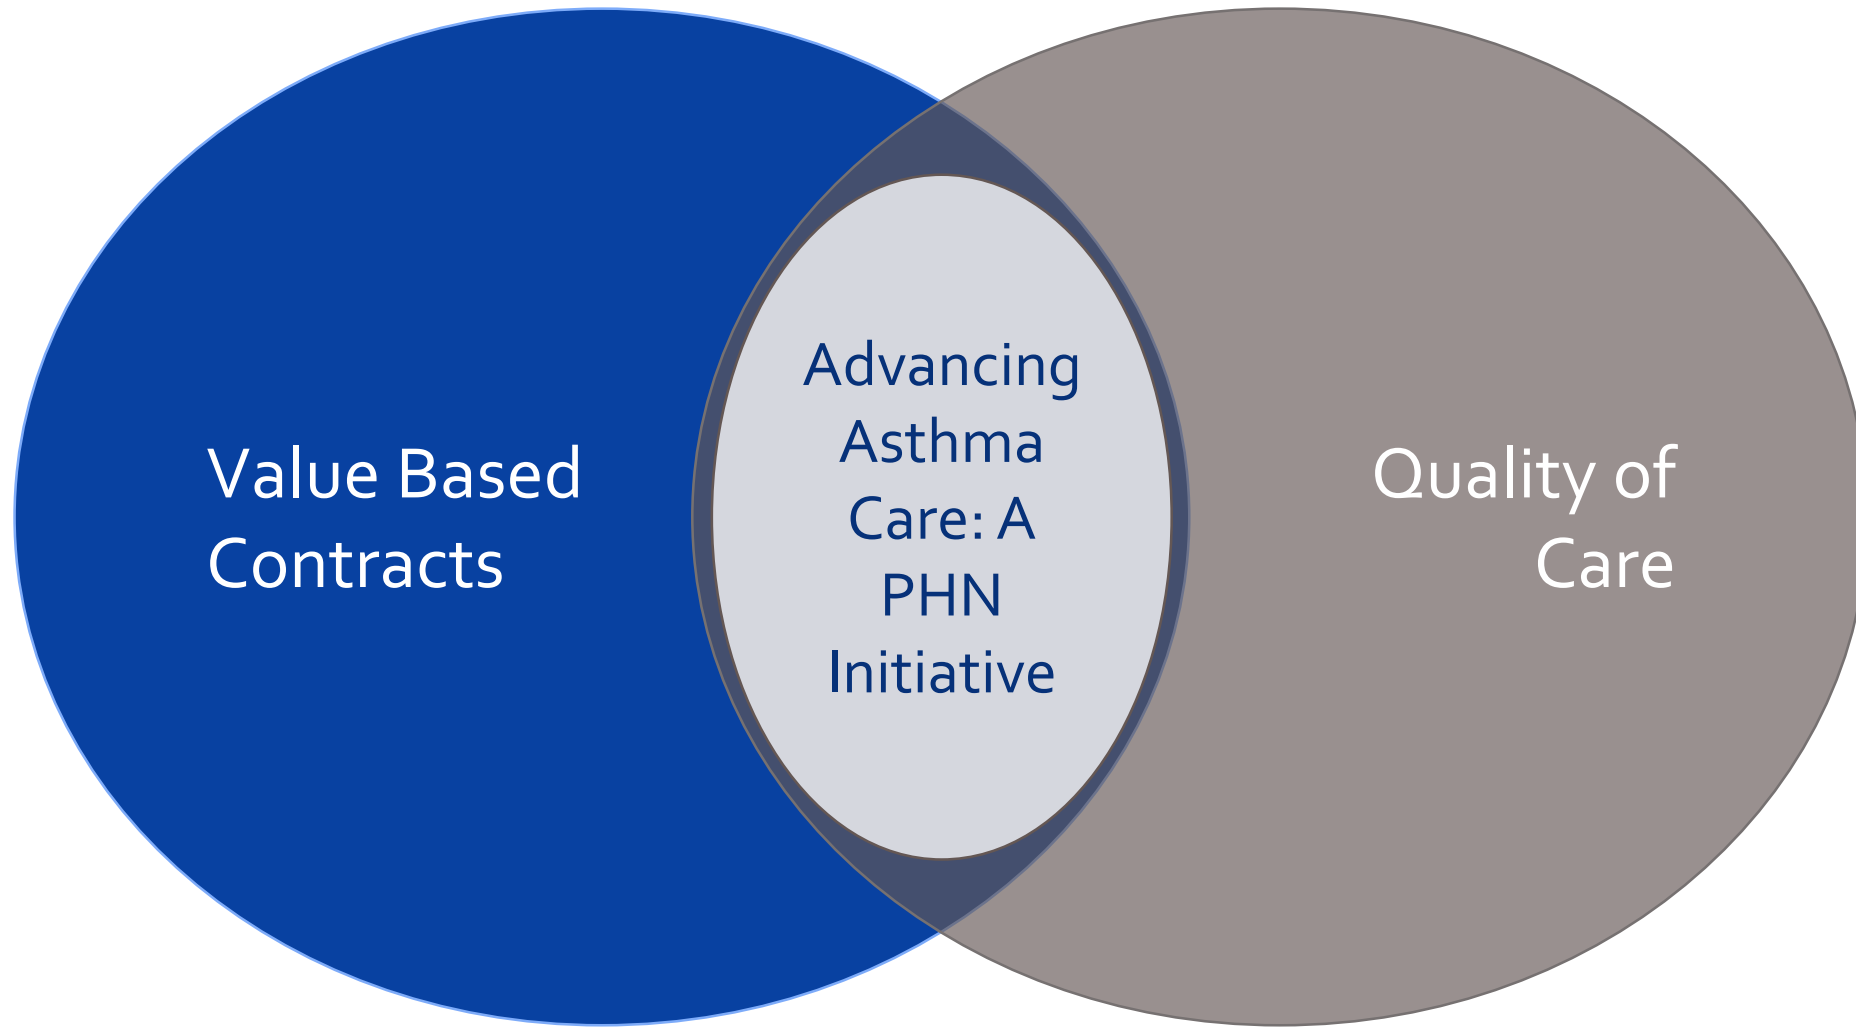 Value Based
Contracts
Advancing
Asthma
Care: A
PHN
Initiative
Quality of
Care